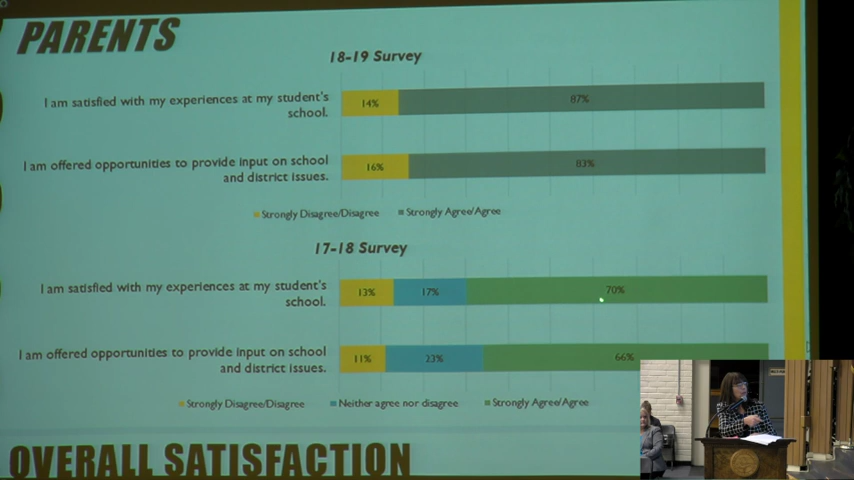 PARENTS
18-19 Survey
I am satisfied with my experiences at my student's
school.
14%
87%
I am offered opportunities to provide input on school
and district issues.
16%
83%
Strongly Disagree/Disagree
Strongly Agree/Agree
17-18 Survey
I am satisfied with my experiences at my student's
school.
13%
17%
70%
I am offered opportunities to provide input on school
and district issues.
11%
23%
66%
Strongly Disagree/Disagree
Neither agree nor disagree
Strongly Agree/Agree
OVERALL SATISFACTION